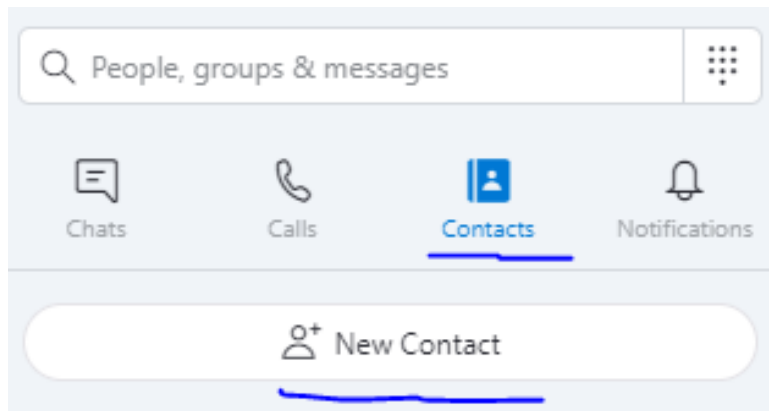 People, groups & messages
Chats Calls Contacts Notifications
New Contact